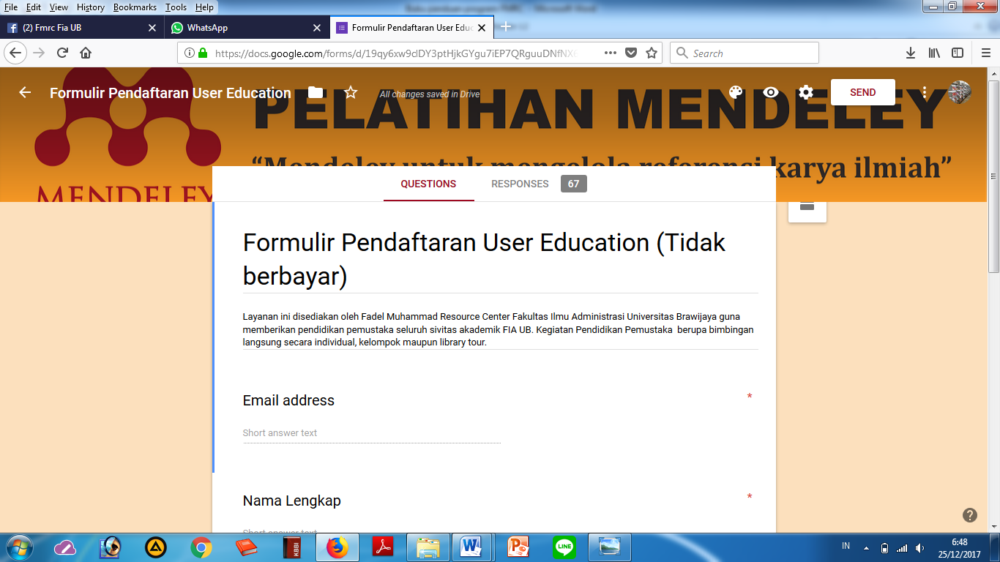 File Edit View History Bookmarks Tools Help
(2) Fmrc Fia UB
WhatsApp
Formulir Pendaftaran User Educ
https://docs.google.com/forms/d/19qy6xw9clDY3ptHjkGYgu7iEP7QRguuDNfNX
Search
Formulir Pendaftaran User Education
All changes saved in Drive
SEND
PELATIHAN MENDELEY
“Mendeley untuk mengelola referensi karya ilmiah”
MENDELEY
QUESTIONS
RESPONSES 67
Formulir Pendaftaran User Education (Tidak
berbayar)
Layanan ini disediakan oleh Fadel Muhammad Resource Center Fakultas Ilmu Administrasi Universitas Brawijaya guna
memberikan pendidikan pemustaka seluruh sivitas akademik FIA UB. Kegiatan Pendidikan Pemustaka berupa bimbingan
langsung secara individual, kelompok maupun library tour.
Email address *
Short answer text
Nama Lengkap *
Short answer text
KBBI
LINE
IN
6:48
25/12/2017